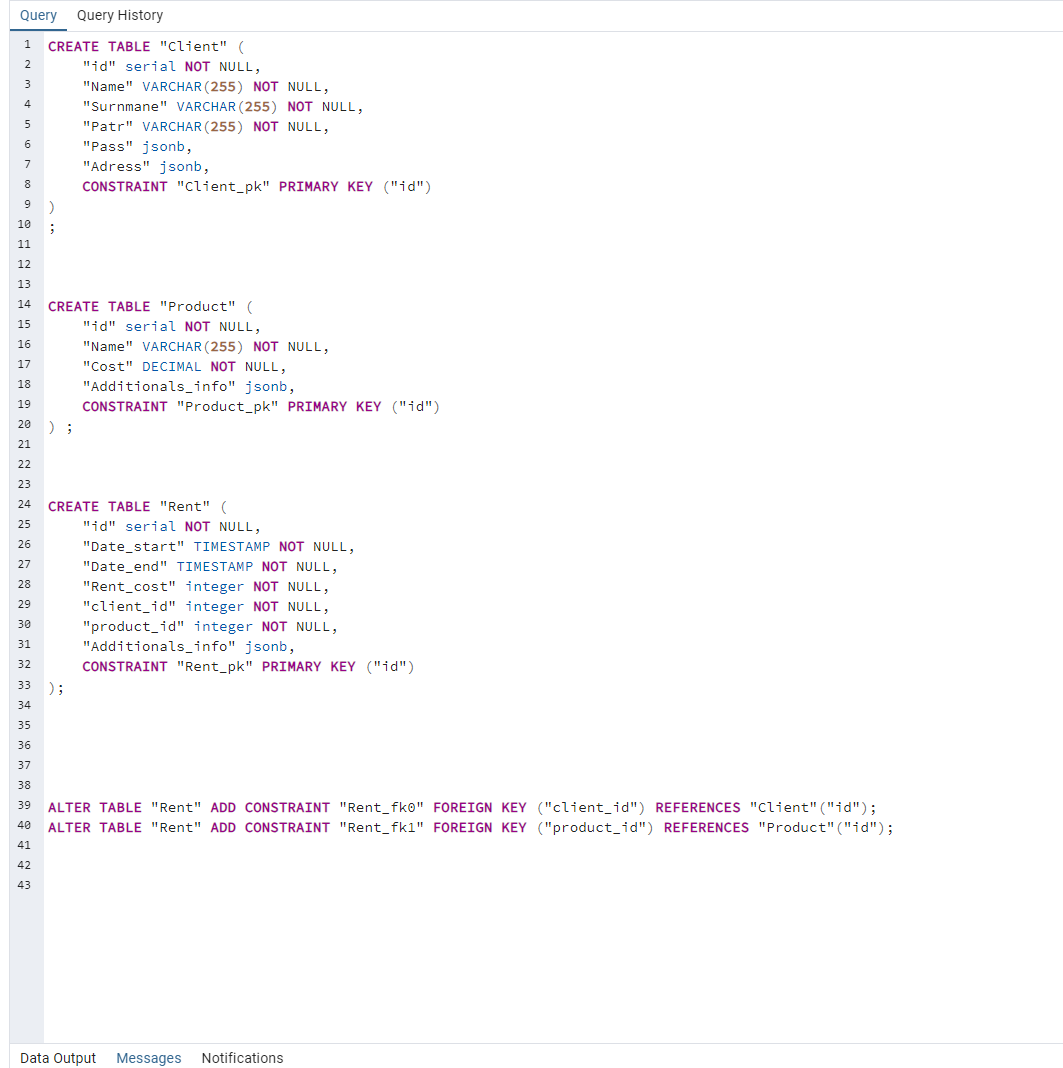 Query Query History
1 CREATE TABLE "Client" (
2 "id" serial NOT NULL,
3 "Name" VARCHAR(255) NOT NULL,
4 "Surnmane" VARCHAR(255) NOT NULL,
5 "Patr" VARCHAR(255) NOT NULL,
6 "Pass" jsonb,
7 "Adress" jsonb,
8 CONSTRAINT "Client_pk" PRIMARY KEY ("id")
9 )
10 ;
11
12
13
14 CREATE TABLE "Product" (
15 "id" serial NOT NULL,
16 "Name" VARCHAR(255) NOT NULL,
17 "Cost" DECIMAL NOT NULL,
18 "Additionals_info" jsonb,
19 CONSTRAINT "Product_pk" PRIMARY KEY ("id")
20 ) ;
21
22
23
24 CREATE TABLE "Rent" (
25 "id" serial NOT NULL,
26 "Date_start" TIMESTAMP NOT NULL,
27 "Date_end" TIMESTAMP NOT NULL,
28 "Rent_cost" integer NOT NULL,
29 "client_id" integer NOT NULL,
30 "product_id" integer NOT NULL,
31 "Additionals_info" jsonb,
32 CONSTRAINT "Rent_pk" PRIMARY KEY ("id")
33 );
34
35
36
37
38
39 ALTER TABLE "Rent" ADD CONSTRAINT "Rent_fk0" FOREIGN KEY ("client_id") REFERENCES "Client"("id");
40 ALTER TABLE "Rent" ADD CONSTRAINT "Rent_fk1" FOREIGN KEY ("product_id") REFERENCES "Product"("id");
41
42
43
Data Output Messages Notifications